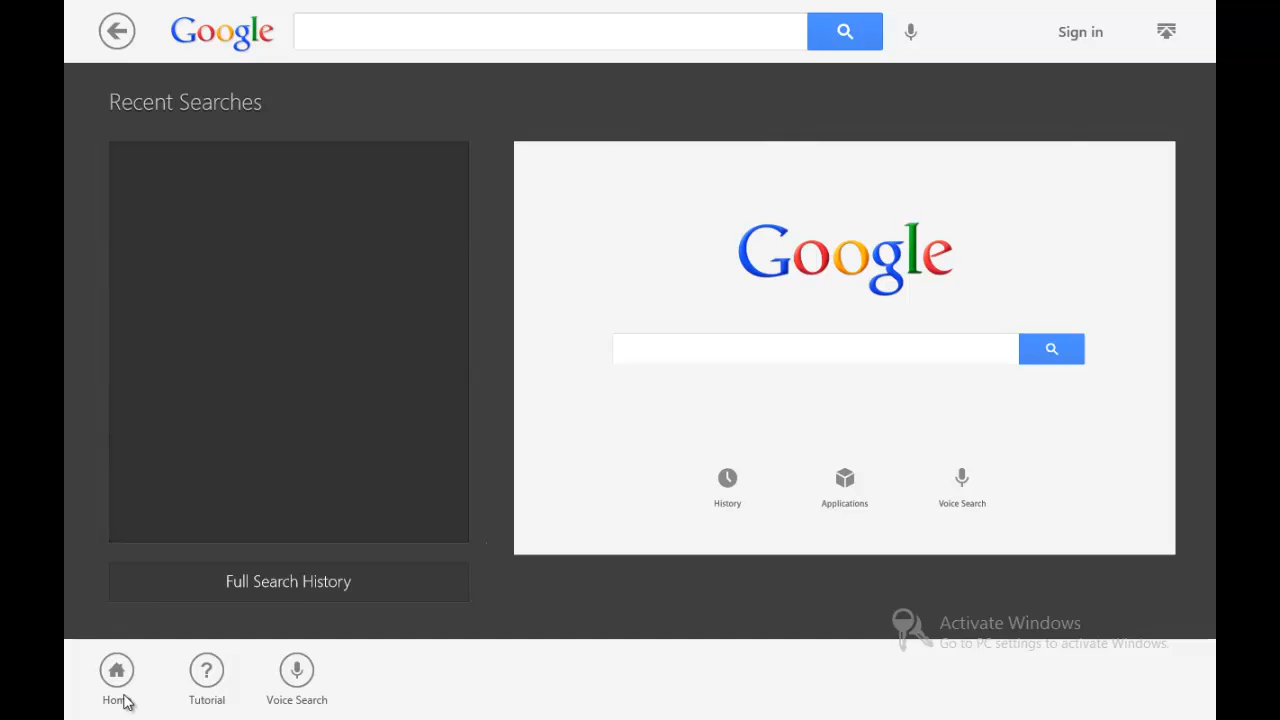 Google
Sign in
Recent Searches
Google
History
Applications
Voice Search
Full Search History
Activate Windows
Go to PC settings to activate Windows.
Home
Tutorial
Voice Search